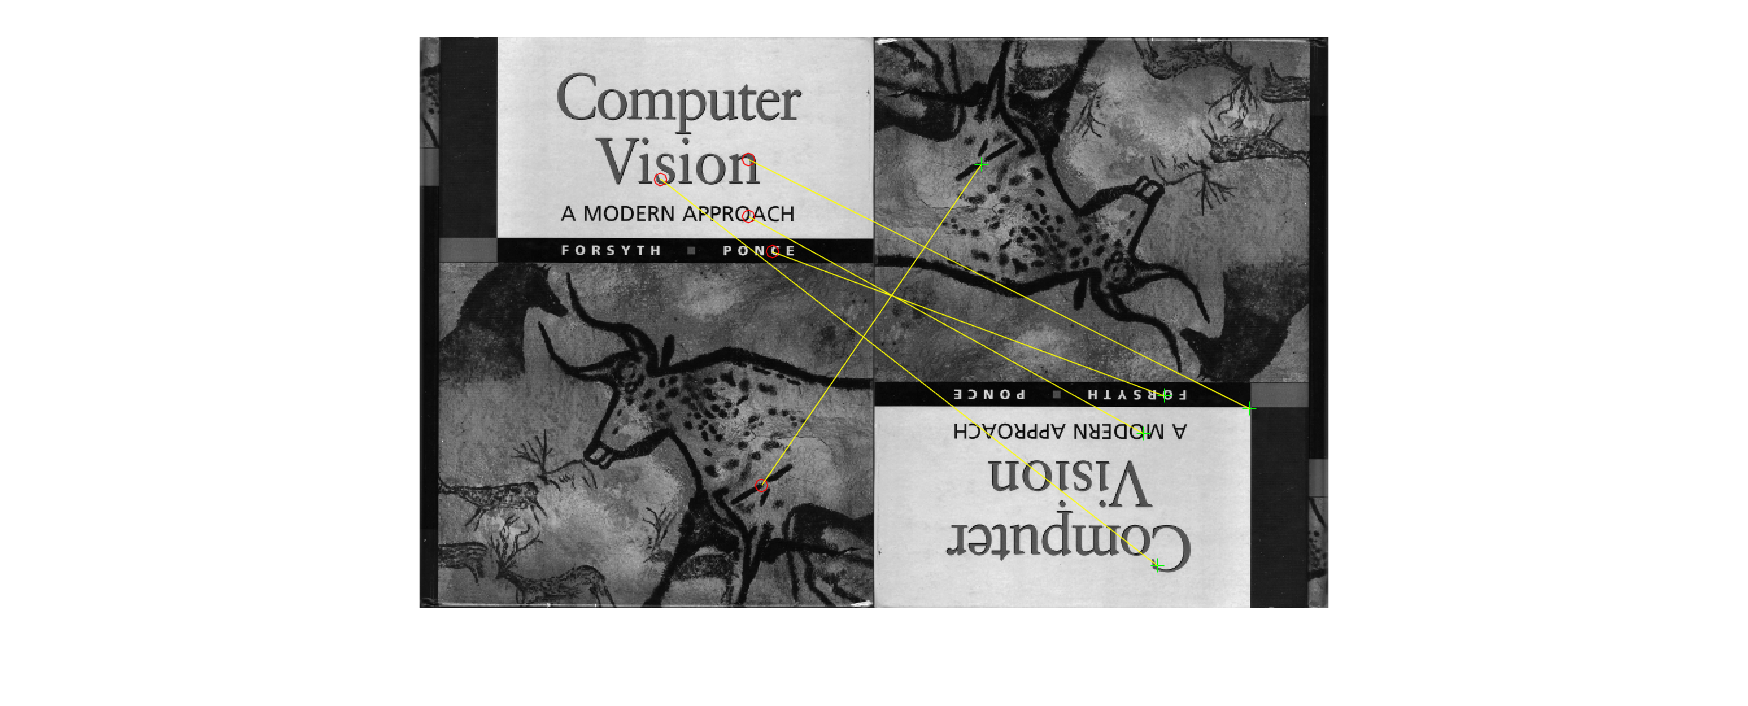 Computer
Vision
A MODERN APPROACH
FORSYTH ■ PONCE
FORSYTH ■ PONCE
A MODERN APPROACH
Vision
Computer